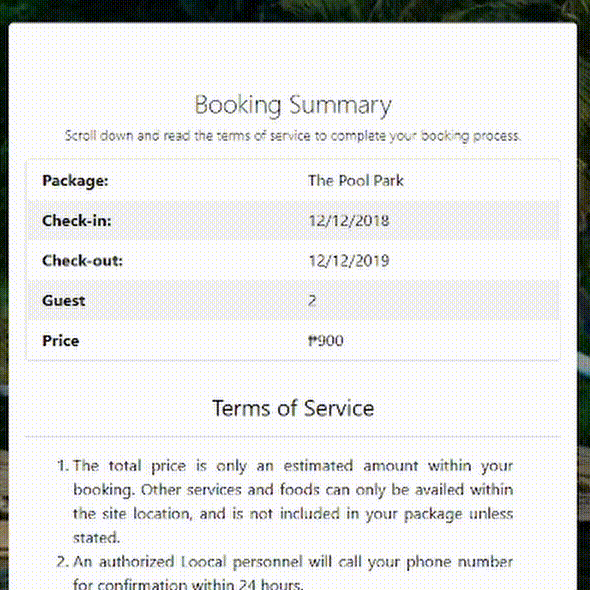 Booking Summary
Scroll down and read the terms of service to complete your booking process.
Package: The Pool Park
Check-in: 12/12/2018
Check-out: 12/12/2019
Guest 2
Price ₱900
Terms of Service
1. The total price is only an estimated amount within your
booking. Other services and foods can only be availed within
the site location, and is not included in your package unless
stated.
2. An authorized Loocal personnel will call your phone number
for confirmation within 24 hours.